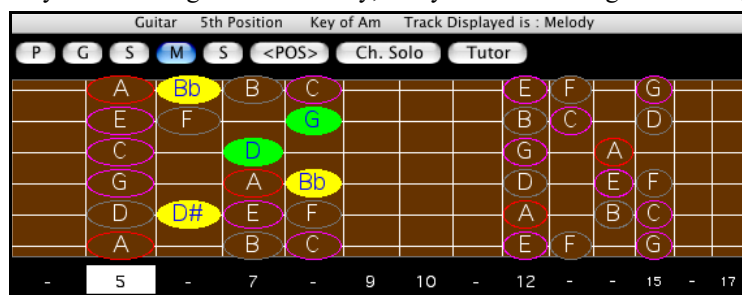 Guitar 5th Position Key of Am Track Displayed is : Melody
P G S M S <POS> Ch. Solo Tutor
A Bb B C E F G
E F G B C D
C D G A
G A Bb D E F
D D# E F A B C
A B C E F G
- 5 - 7 - 9 10 - 12 - - 15 - 17